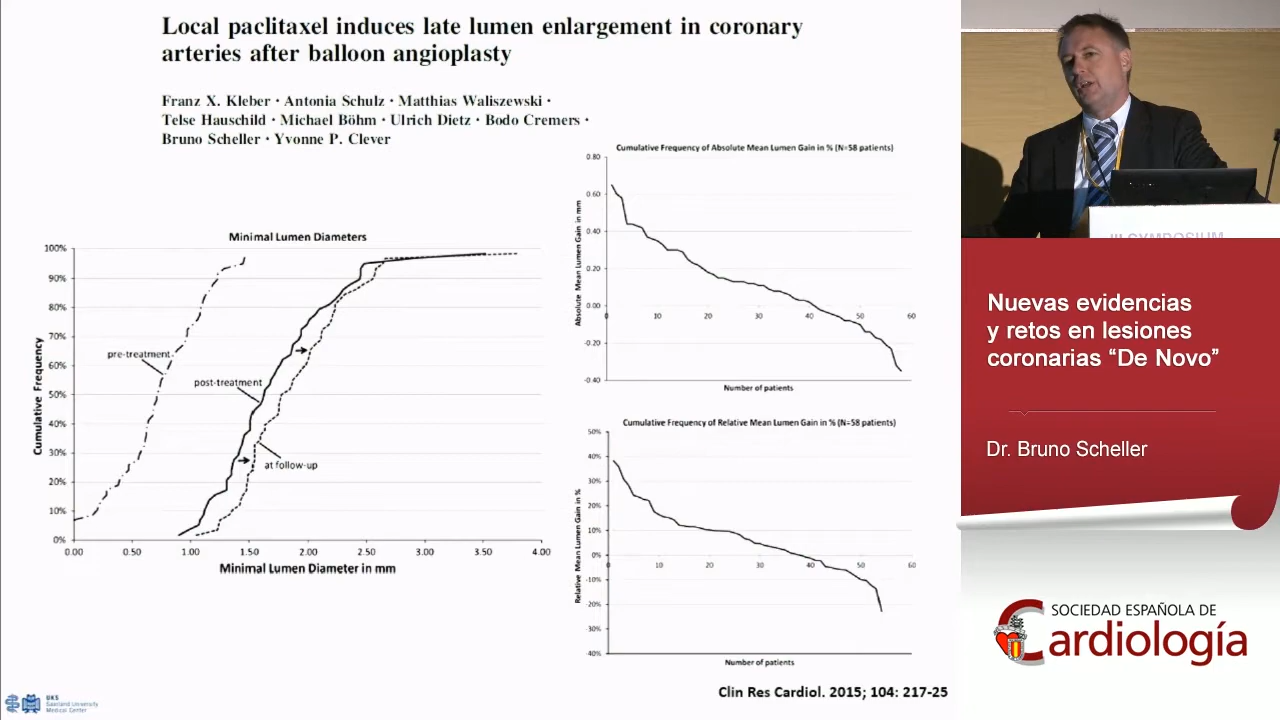 Local paclitaxel induces late lumen enlargement in coronary
arteries after balloon angioplasty
Franz X. Kleber · Antonia Schulz · Matthias Waliszewski ·
Telse Hauschild · Michael Böhm · Ulrich Dietz · Bodo Cremers ·
Bruno Scheller · Yvonne P. Clever
Minimal Lumen Diameters
Cumulative Frequency
100%
90%
80%
70%
60%
50%
40%
30%
20%
10%
0%
pre-treatment
post-treatment
at follow-up
0.00 0.50 1.00 1.50 2.00 2.50 3.00 3.50 4.00
Minimal Lumen Diameter in mm
Cumulative Frequency of Absolute Mean Lumen Gain in % (N=58 patients)
Absolute Mean Lumen Gain in mm
0.80
0.60
0.40
0.20
0.00
-0.20
-0.40
0 10 20 30 40 50 60
Number of patients
Cumulative Frequency of Relative Mean Lumen Gain in % (N=58 patients)
Relative Mean Lumen Gain in %
50%
40%
30%
20%
10%
0%
-10%
-20%
-30%
-40%
0 10 20 30 40 50 60
Number of patients
Clin Res Cardiol. 2015; 104: 217-25
UKS
Saarland University
Medical Center
III SYMPOSIUM
Nuevas evidencias
y retos en lesiones
coronarias “De Novo”
Dr. Bruno Scheller
SOCIEDAD ESPAÑOLA DE
Cardiología